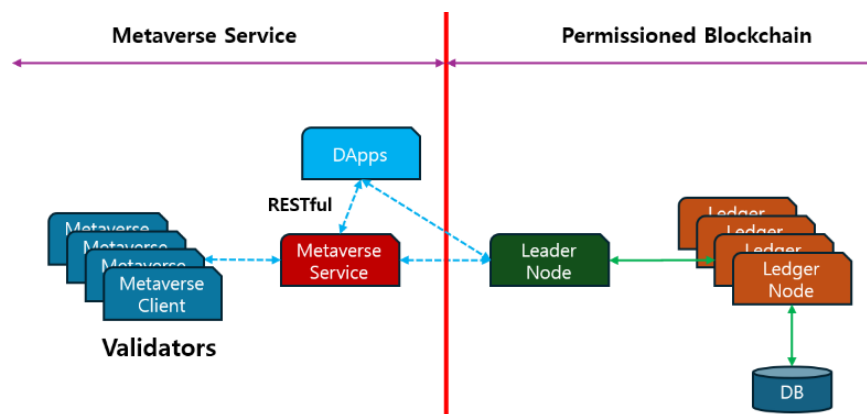 Metaverse Service
Permissioned Blockchain
DApps
RESTful
Metaverse
Metaverse
Metaverse
Metaverse
Client
Validators
Metaverse
Service
Leader
Node
Ledger
Ledger
Ledger
Ledger
Node
DB